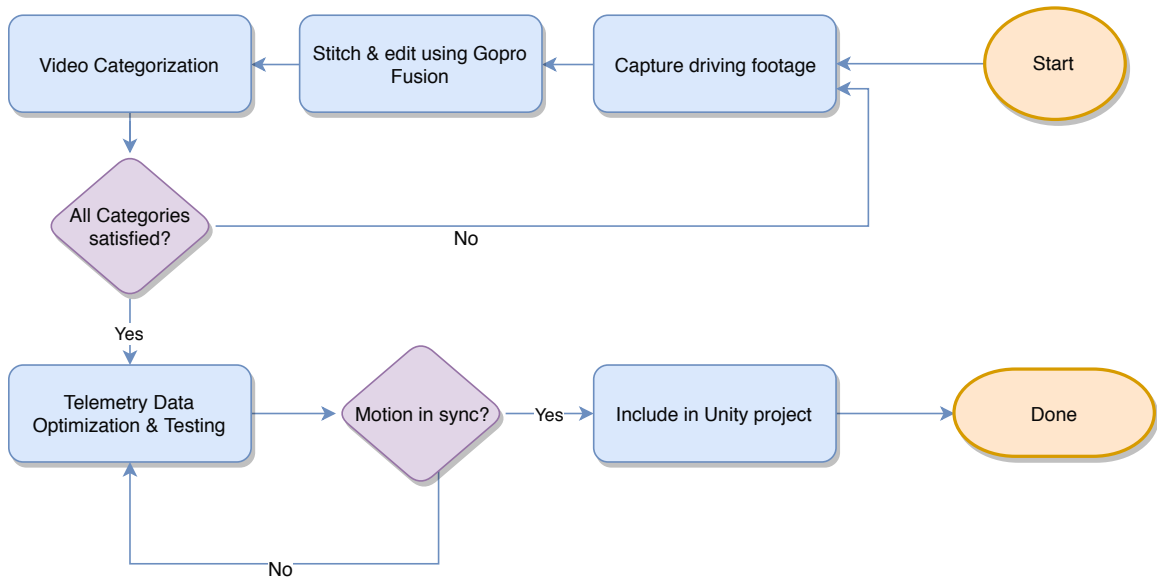 Video Categorization
Stitch & edit using Gopro
Fusion
Capture driving footage
Start
All Categories
satisfied?
No
Yes
Telemetry Data
Optimization & Testing
Motion in sync?
Yes
Include in Unity project
Done
No